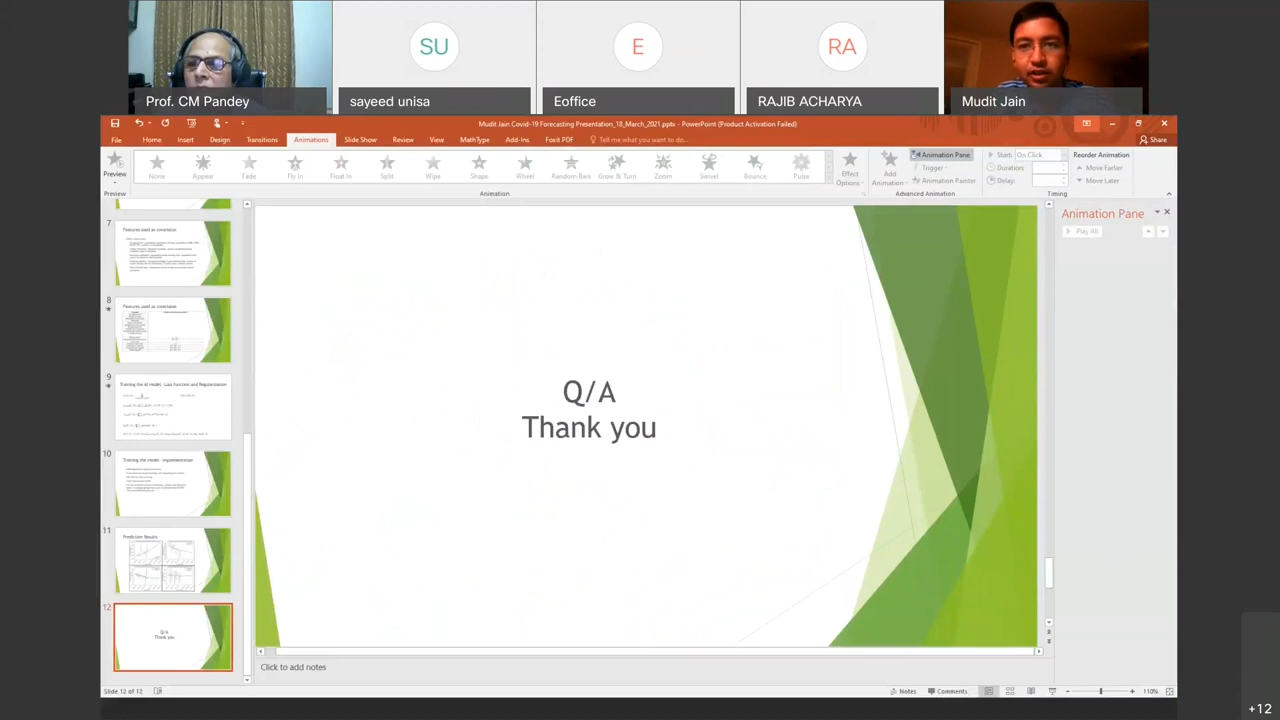 SU
E
RA
Prof. CM Pandey
sayeed unisa
Eoffice
RAJIB ACHARYA
Mudit Jain
Mudit Jain Covid-19 Forecasting Presentation_18_March_2021.pptx - PowerPoint (Product Activation Failed)
File Home Insert Design Transitions Animations Slide Show Review View MathType Add-Ins Foxit PDF Tell me what you want to do... Share
Preview
None Appear Fade Fly In Float In Split Wipe Shape Wheel Random Bars Grow & Turn Zoom Swivel Bounce Pulse
Effect Options
Add Animation
Animation Pane
Trigger
Animation Painter
Start: On Click
Duration:
Delay:
Reorder Animation
Move Earlier
Move Later
Preview Animation Advanced Animation Timing
7
Features used as covariates
8
Features used as covariates
9
Training the AI model- Loss function and Regularization
10
Training the model- Implementation
11
Prediction Results
12
Q/A
Thank you
Q/A
Thank you
Animation Pane
Play All
Click to add notes
Slide 12 of 12
Notes Comments 110%
+12